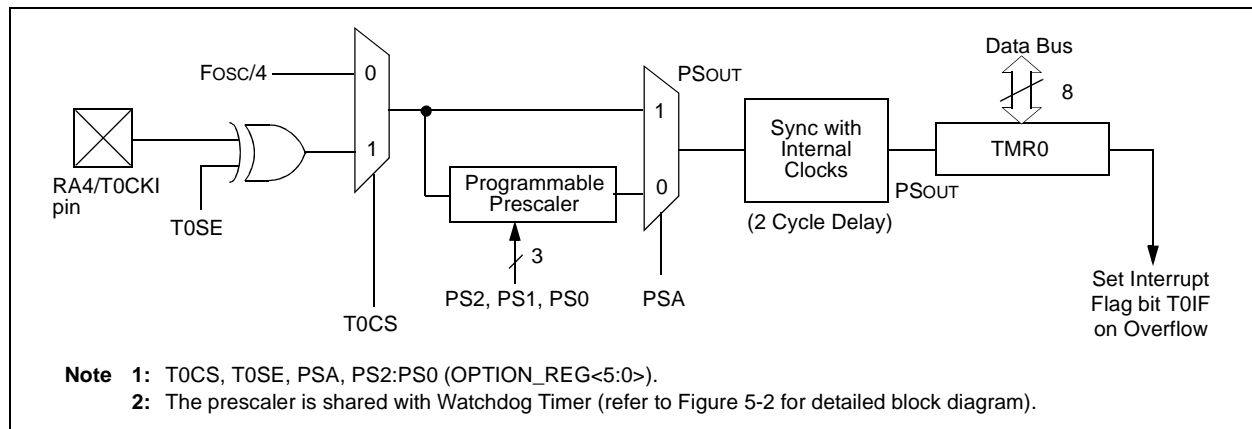 Data Bus
FOSC/4
0
PSOUT
8
1
1
Sync with
Internal
Clocks
TMR0
RA4/T0CKI
pin
Programmable
Prescaler
0
PSOUT
T0SE
(2 Cycle Delay)
3
PS2, PS1, PS0
PSA
T0CS
Set Interrupt
Flag bit T0IF
on Overflow
Note 1: T0CS, T0SE, PSA, PS2:PS0 (OPTION_REG<5:0>).
2: The prescaler is shared with Watchdog Timer (refer to Figure 5-2 for detailed block diagram).